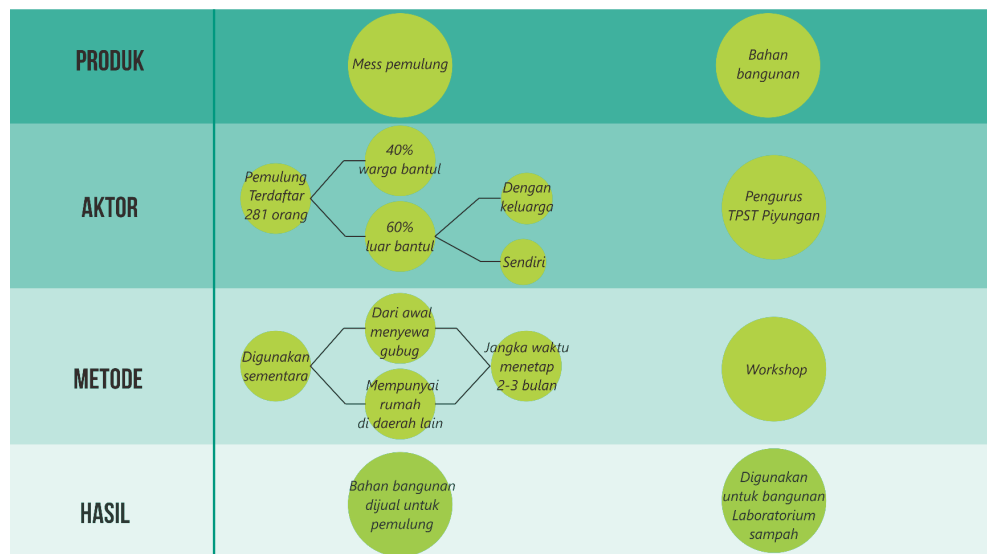 PRODUK
Mess pemulung
Bahan
bangunan
AKTOR
Pemulung
Terdaftar
281 orang
40%
warga bantul
60%
luar bantul
Dengan
keluarga
Sendiri
Pengurus
TPST Piyungan
METODE
Digunakan
sementara
Dari awal
menyewa
gubug
Mempunyai
rumah
di daerah lain
Jangka waktu
menetap
2-3 bulan
Workshop
HASIL
Bahan bangunan
dijual untuk
pemulung
Digunakan
untuk bangunan
Laboratorium
sampah